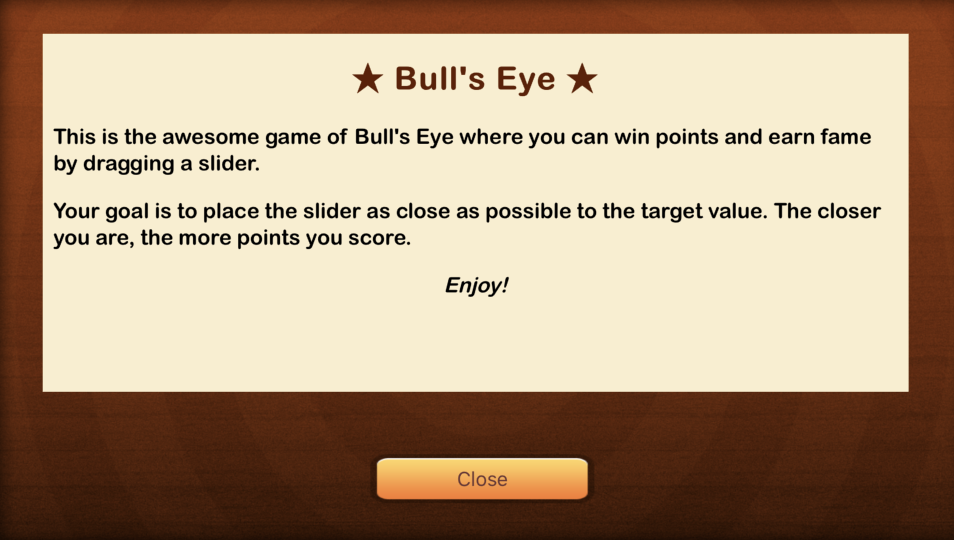 ★ Bull's Eye ★
This is the awesome game of Bull's Eye where you can win points and earn fame
by dragging a slider.
Your goal is to place the slider as close as possible to the target value. The closer
you are, the more points you score.
Enjoy!
Close